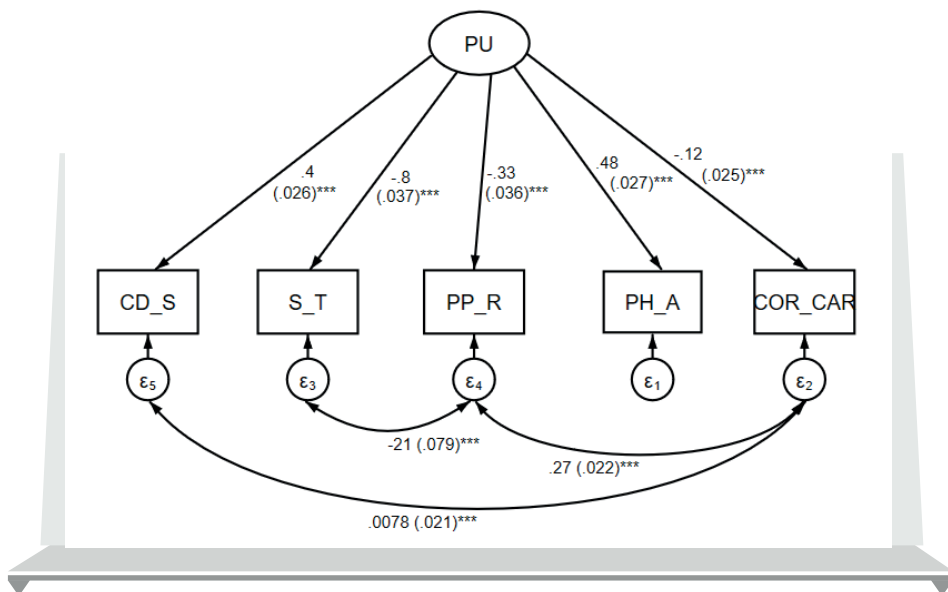 PU
.4
(.026)***
-.8
(.037)***
-.33
(.036)***
.48
(.027)***
-.12
(.025)***
CD_S
S_T
PP_R
PH_A
COR_CAR
ε5
ε3
ε4
ε1
ε2
-21 (.079)***
.27 (.022)***
.0078 (.021)***